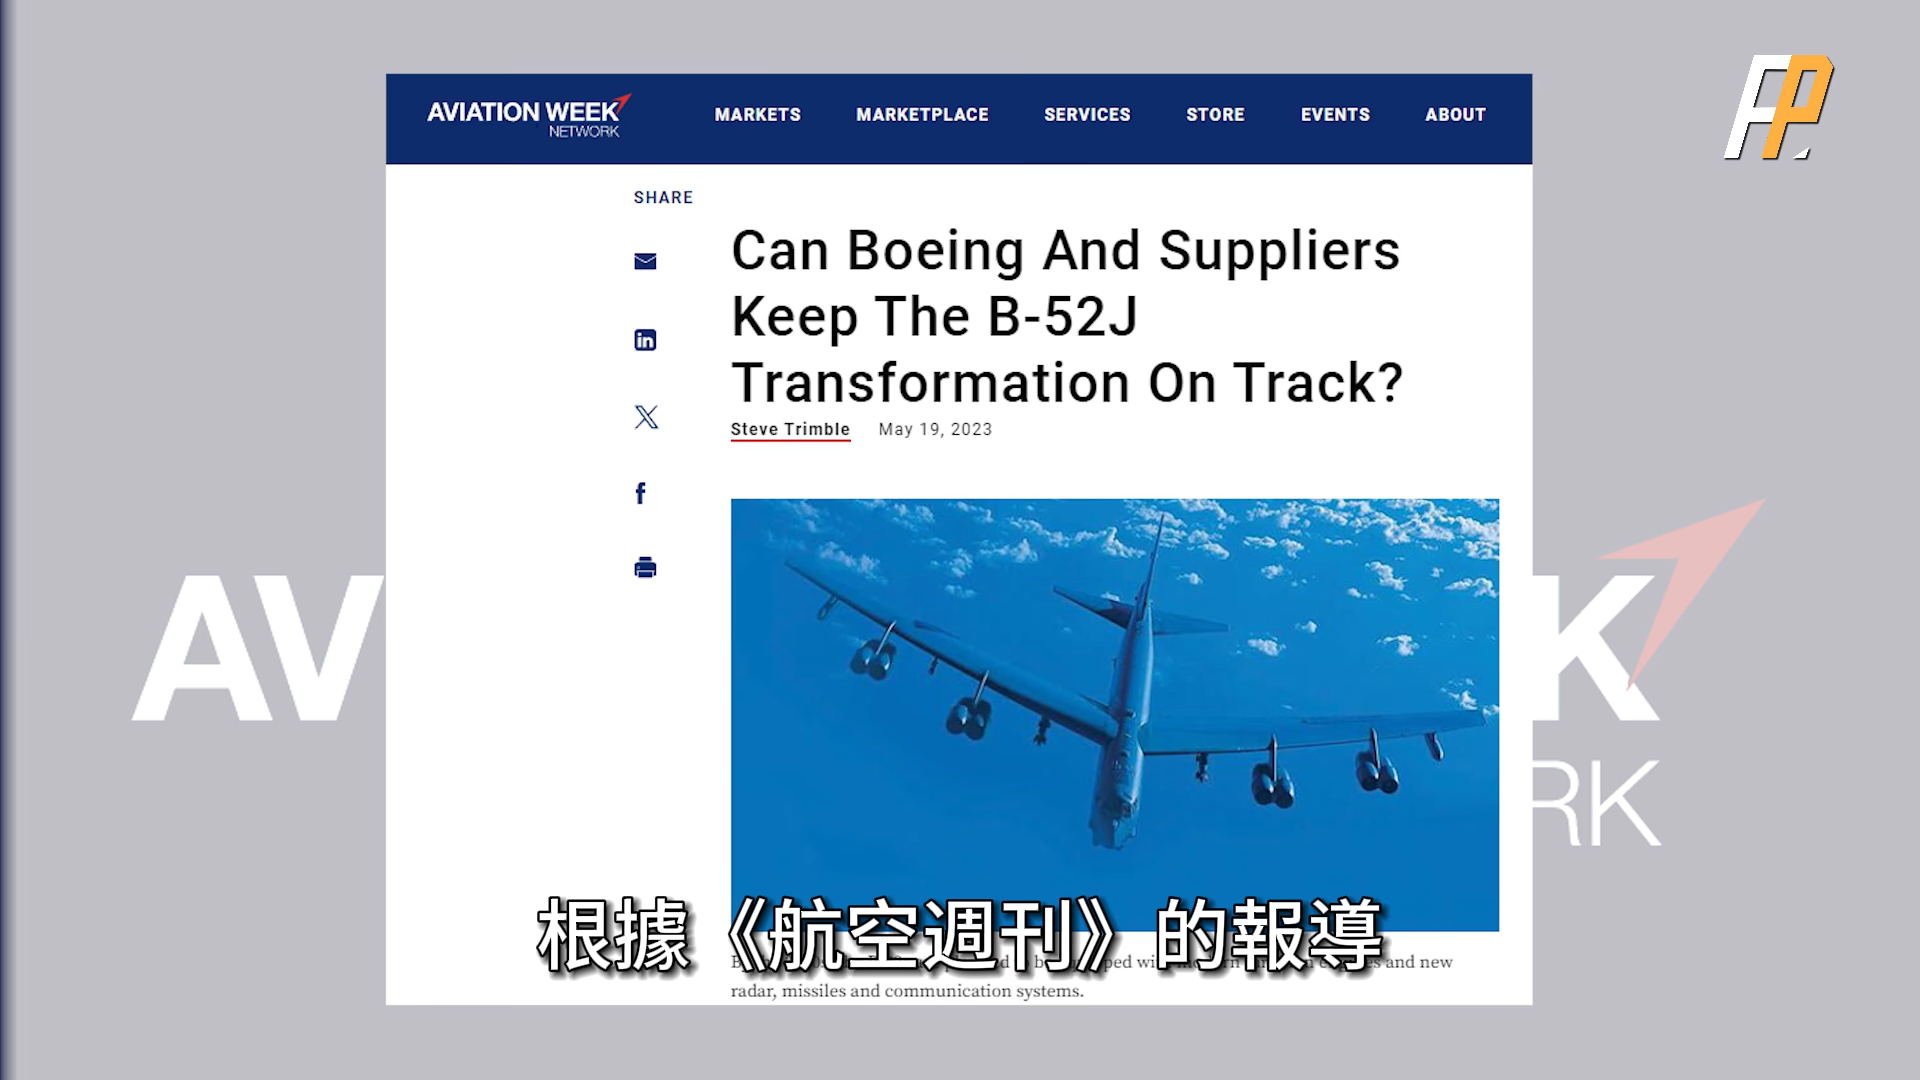 AVIATION WEEK
NETWORK
MARKETS MARKETPLACE SERVICES STORE EVENTS ABOUT
SHARE
Can Boeing And Suppliers
Keep The B-52J
Transformation On Track?
Steve Trimble May 19, 2023
AV K
RK
根據《航空週刊》的報導
and new
radar, missiles and communication systems.